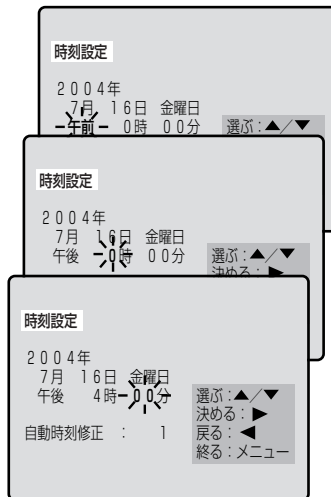 時刻設定
2004年
7月 16日 金曜日
午前 0時 00分
選ぶ：▲／▼
時刻設定
2004年
7月 16日 金曜日
午後 0時 00分
選ぶ：▲／▼
決める：▶
時刻設定
2004年
7月 16日 金曜日
午後 4時 00分
自動時刻修正 ： 1
選ぶ：▲／▼
決める：▶
戻る：◀
終る：メニュー